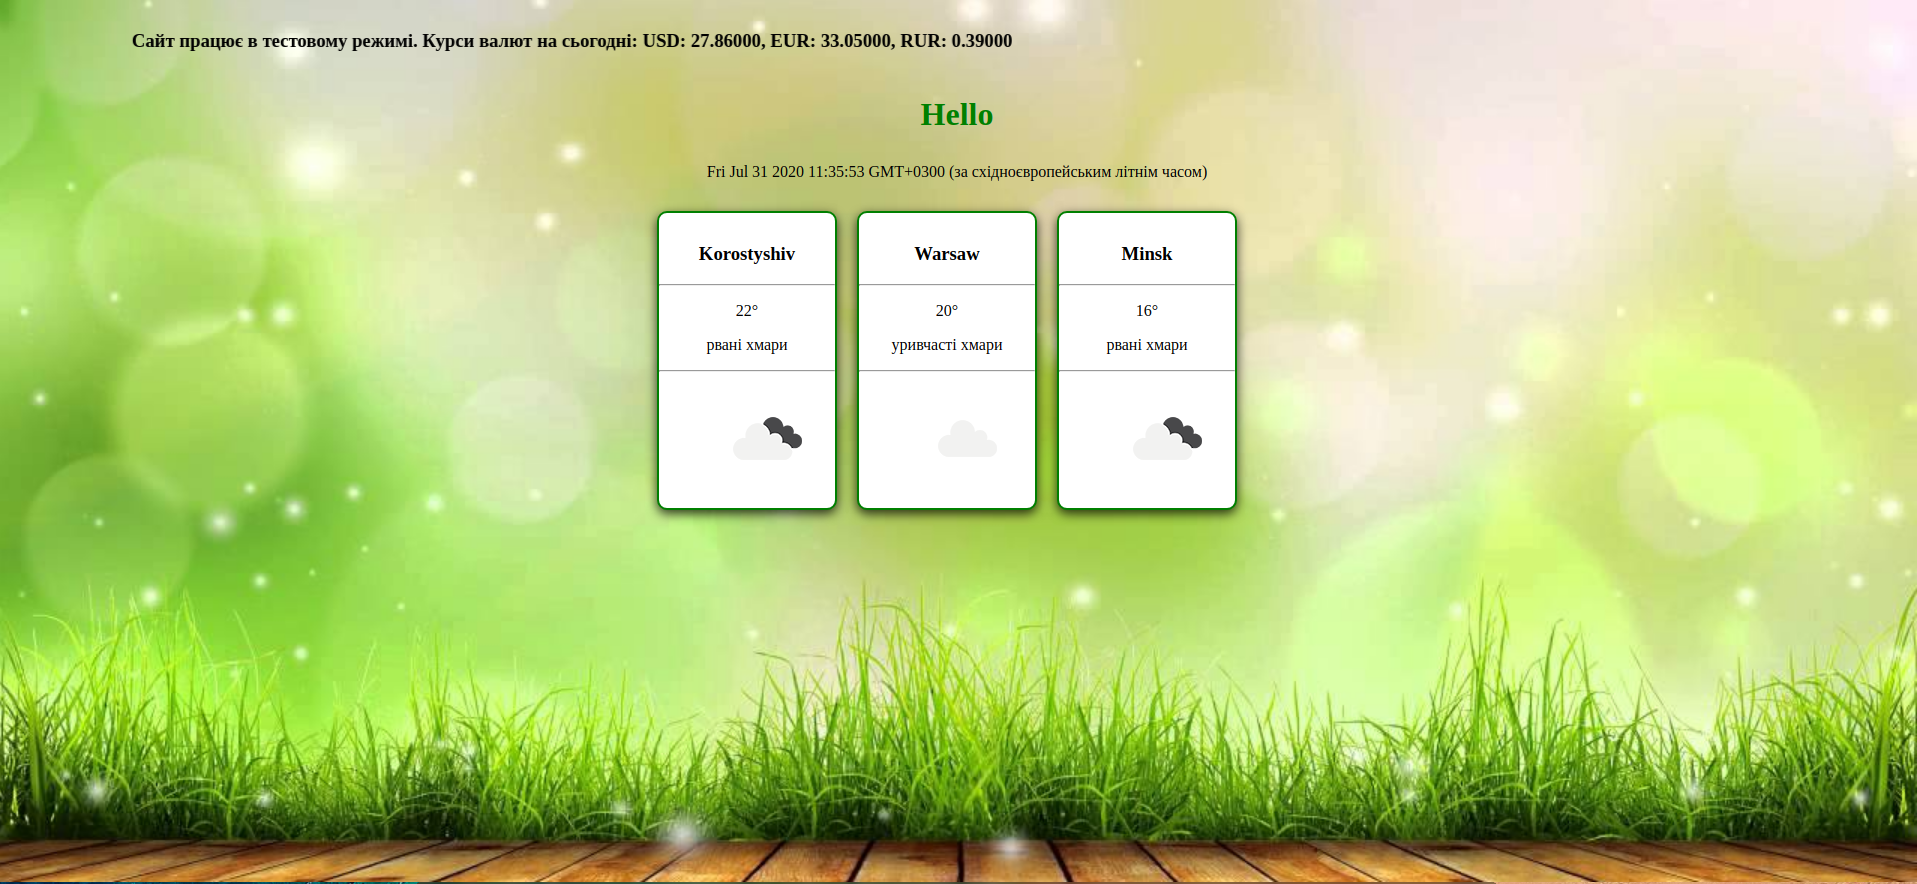 Сайт працює в тестовому режимі. Курси валют на сьогодні: USD: 27.86000, EUR: 33.05000, RUR: 0.39000
Hello
Fri Jul 31 2020 11:35:53 GMT+0300 (за східноєвропейським літнім часом)
Korostyshiv
22°
рвані хмари
Warsaw
20°
уривчасті хмари
Minsk
16°
рвані хмари